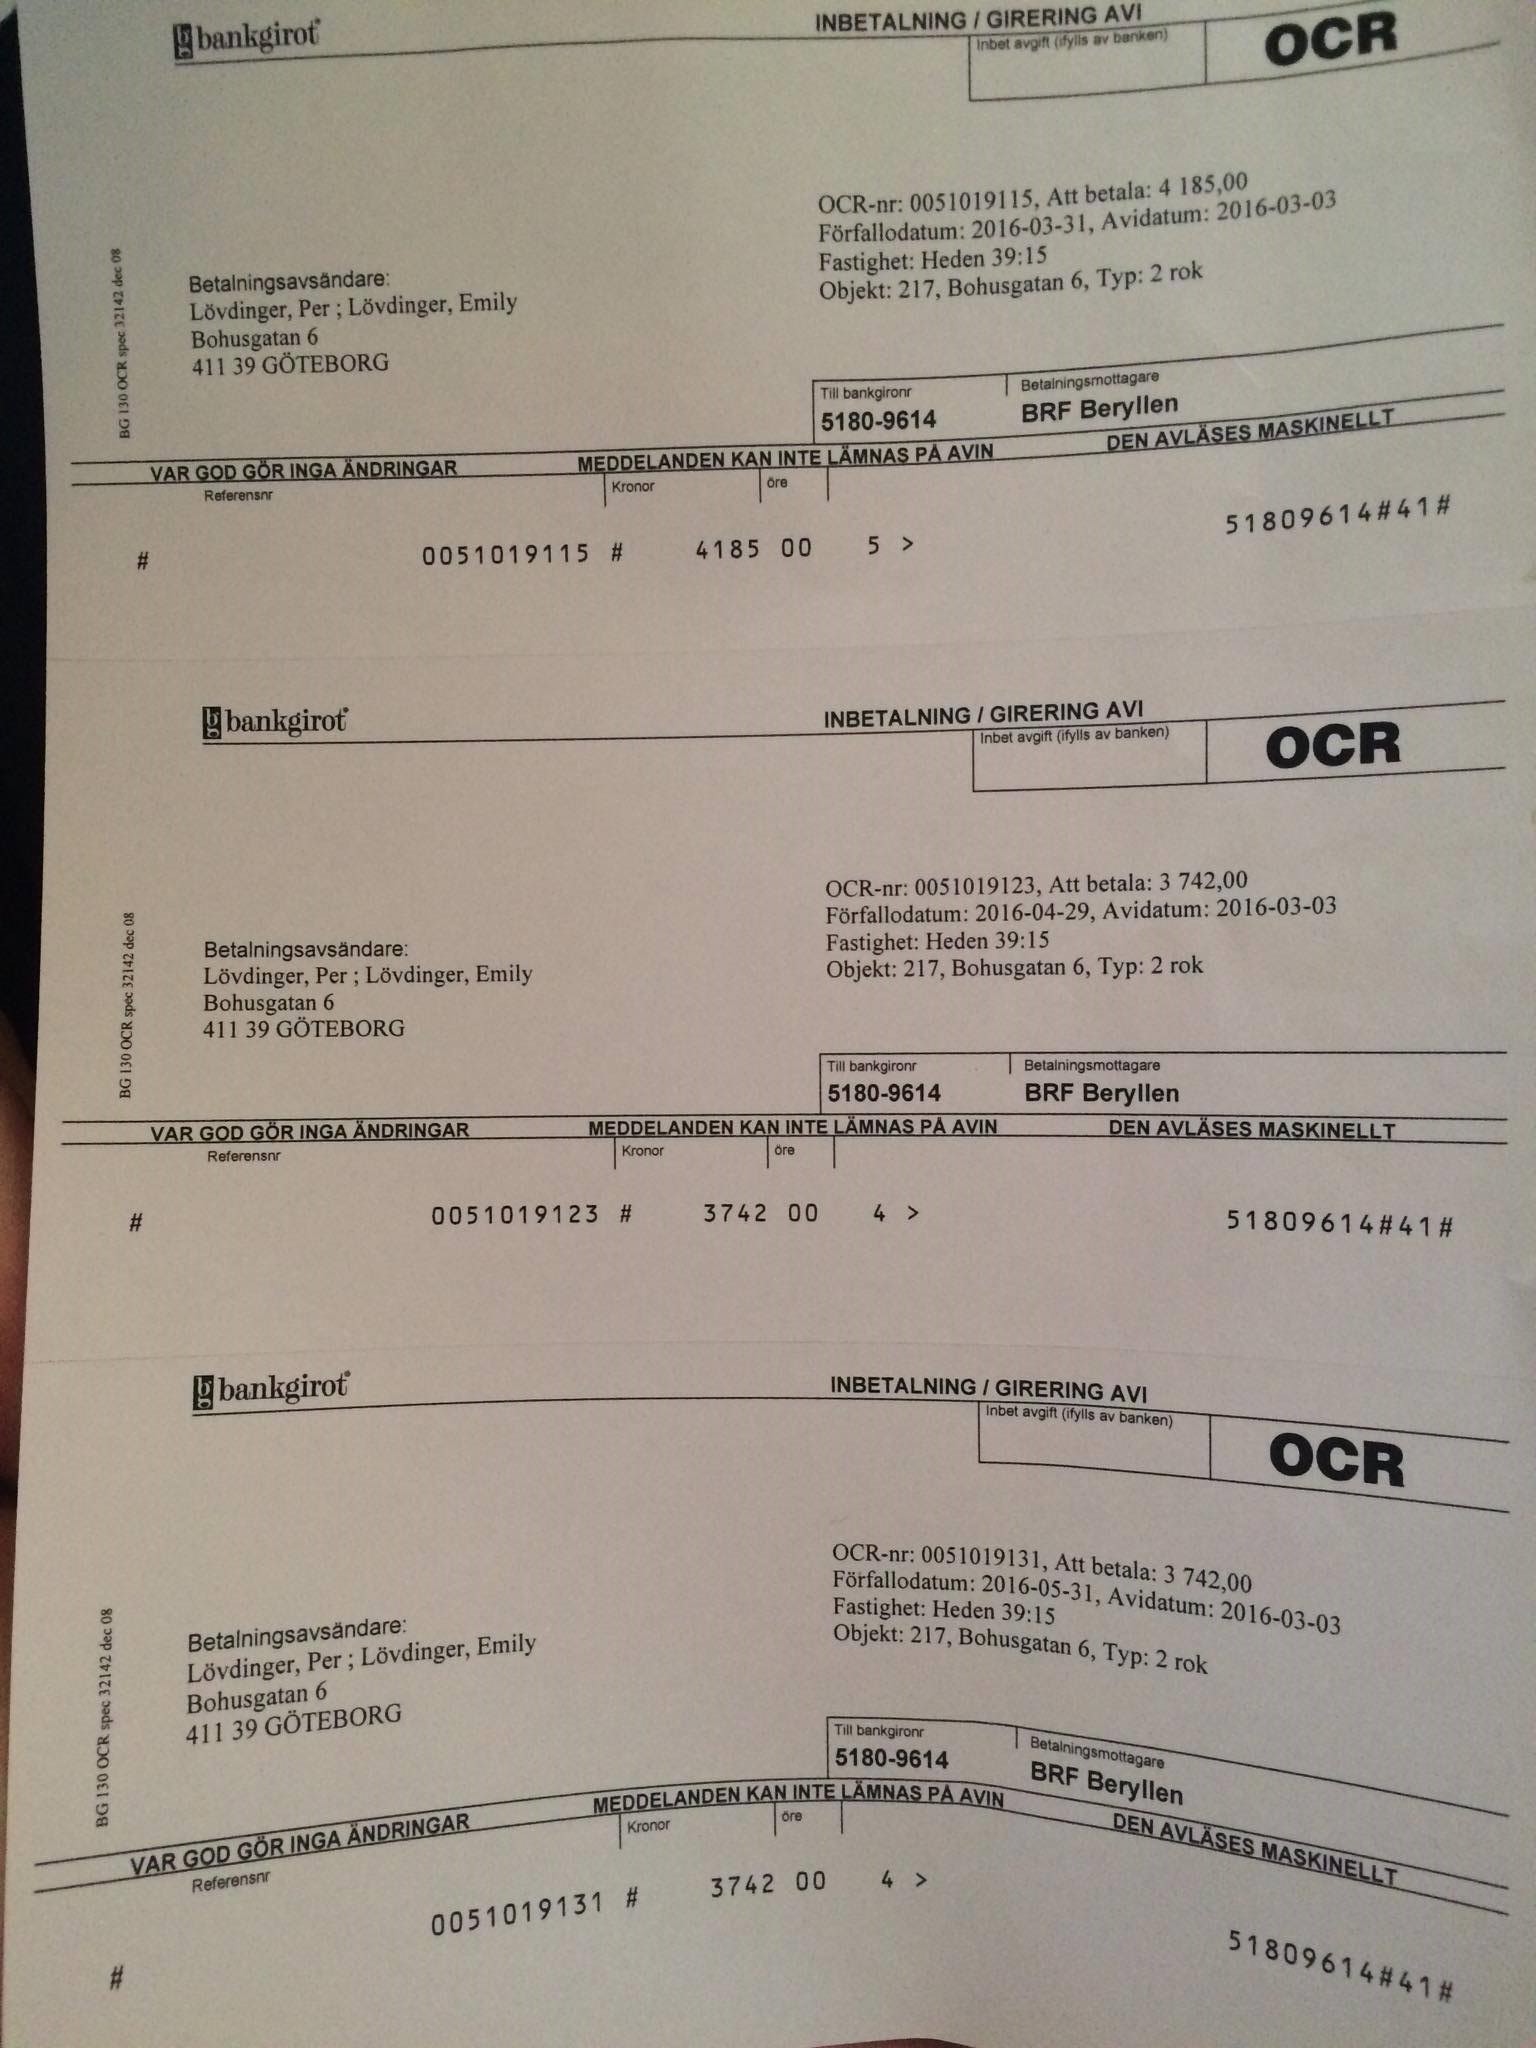 bankgirot
INBETALNING / GIRERING AVI
Inbet avgift (ifylls av banken)
OCR
OCR-nr: 0051019115, Att betala: 4 185,00
Förfallodatum: 2016-03-31, Avidatum: 2016-03-03
Fastighet: Heden 39:15
Objekt: 217, Bohusgatan 6, Typ: 2 rok
Betalningsavsändare:
Lövdinger, Per ; Lövdinger, Emily
Bohusgatan 6
411 39 GÖTEBORG
BG 130 OCR spec 32142 dec 08
Till bankgironr
Betalningsmottagare
5180-9614
BRF Beryllen
VAR GOD GÖR INGA ÄNDRINGAR
MEDDELANDEN KAN INTE LÄMNAS PÅ AVIN
DEN AVLÄSES MASKINELLT
Referensnr
Kronor
öre
# 0051019115 # 4185 00 5 > 51809614#41#
bankgirot
INBETALNING / GIRERING AVI
Inbet avgift (ifylls av banken)
OCR
OCR-nr: 0051019123, Att betala: 3 742,00
Förfallodatum: 2016-04-29, Avidatum: 2016-03-03
Fastighet: Heden 39:15
Objekt: 217, Bohusgatan 6, Typ: 2 rok
Betalningsavsändare:
Lövdinger, Per ; Lövdinger, Emily
Bohusgatan 6
411 39 GÖTEBORG
BG 130 OCR spec 32142 dec 08
Till bankgironr
Betalningsmottagare
5180-9614
BRF Beryllen
VAR GOD GÖR INGA ÄNDRINGAR
MEDDELANDEN KAN INTE LÄMNAS PÅ AVIN
DEN AVLÄSES MASKINELLT
Referensnr
Kronor
öre
# 0051019123 # 3742 00 4 > 51809614#41#
bankgirot
INBETALNING / GIRERING AVI
Inbet avgift (ifylls av banken)
OCR
OCR-nr: 0051019131, Att betala: 3 742,00
Förfallodatum: 2016-05-31, Avidatum: 2016-03-03
Fastighet: Heden 39:15
Objekt: 217, Bohusgatan 6, Typ: 2 rok
Betalningsavsändare:
Lövdinger, Per ; Lövdinger, Emily
Bohusgatan 6
411 39 GÖTEBORG
BG 130 OCR spec 32142 dec 08
Till bankgironr
Betalningsmottagare
5180-9614
BRF Beryllen
VAR GOD GÖR INGA ÄNDRINGAR
MEDDELANDEN KAN INTE LÄMNAS PÅ AVIN
DEN AVLÄSES MASKINELLT
Referensnr
Kronor
öre
# 0051019131 # 3742 00 4 > 51809614#41#